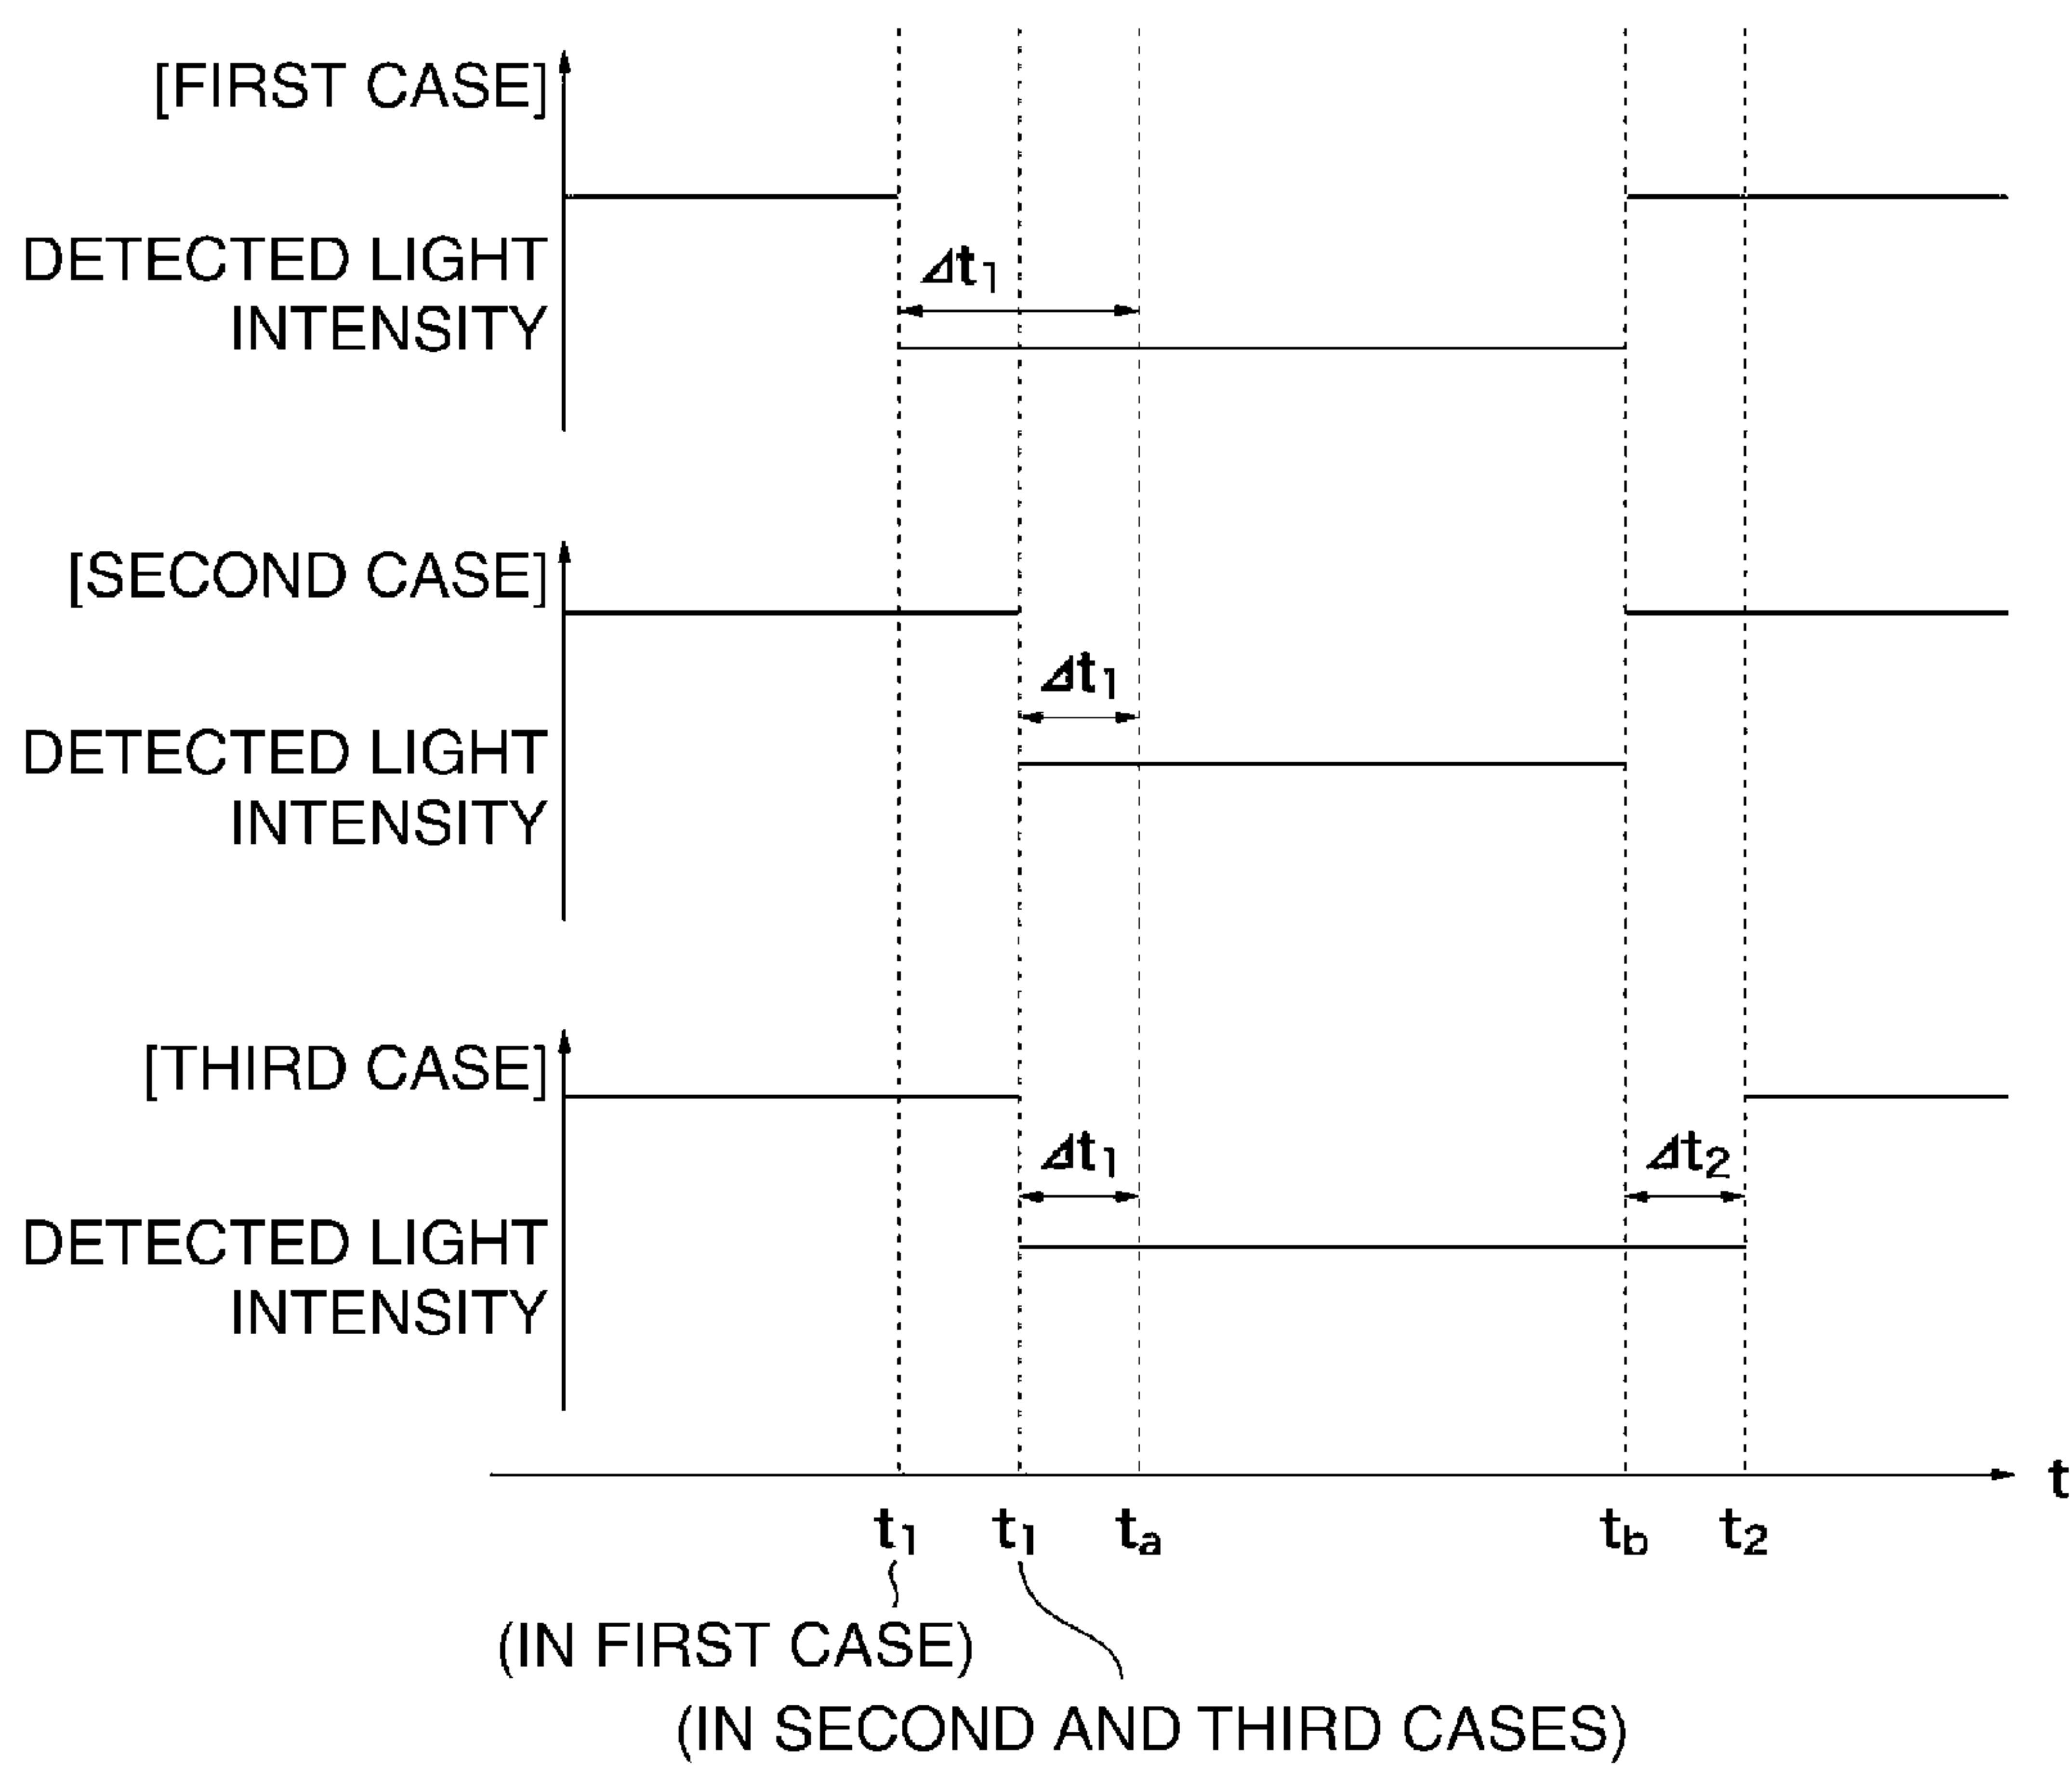 [FIRST CASE]
DETECTED LIGHT
INTENSITY
Δt1
[SECOND CASE]
DETECTED LIGHT
INTENSITY
Δt1
[THIRD CASE]
DETECTED LIGHT
INTENSITY
Δt1
Δt2
t
t1 t1 ta tb t2
(IN FIRST CASE)
(IN SECOND AND THIRD CASES)